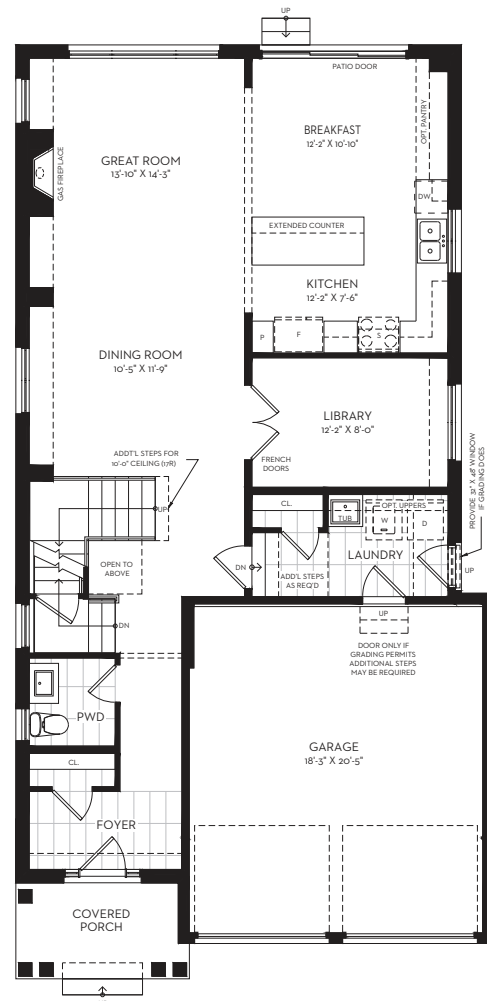 UP
PATIO DOOR
BREAKFAST
12'-2" X 10'-10"
OPT. PANTRY
GREAT ROOM
13'-10" X 14'-3"
GAS FIREPLACE
DW
EXTENDED COUNTER
KITCHEN
12'-2" X 7'-6"
P
F
S
DINING ROOM
10'-5" X 11'-9"
LIBRARY
12'-2" X 8'-0"
FRENCH
DOORS
ADDT'L STEPS FOR
10'-0" CEILING (17R)
UP
PROVIDE 32" X 48" WINDOW
IF GRADING DOES
CL.
TUB
OPT. UPPERS
W
D
LAUNDRY
DN
ADD'L STEPS
AS REQ'D
UP
OPEN TO
ABOVE
DN
UP
DOOR ONLY IF
GRADING PERMITS
ADDITIONAL STEPS
MAY BE REQUIRED
PWD
GARAGE
18'-3" X 20'-5"
CL.
FOYER
COVERED
PORCH